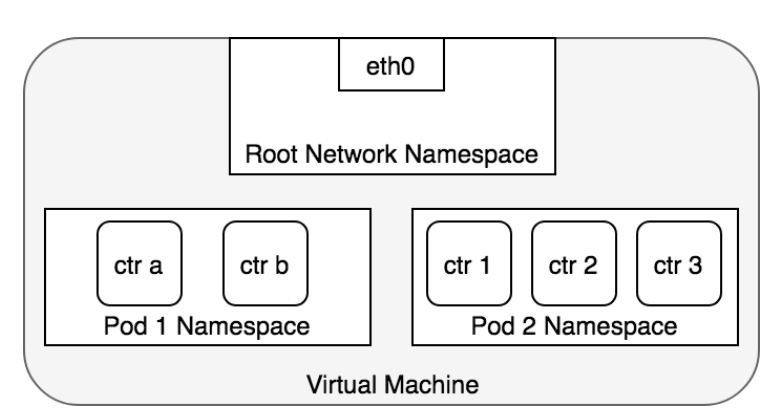 eth0
Root Network Namespace
ctr a
ctr b
Pod 1 Namespace
ctr 1
ctr 2
ctr 3
Pod 2 Namespace
Virtual Machine